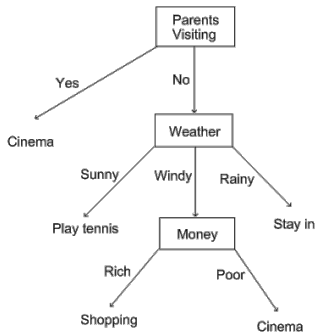 Parents
Visiting
Yes
No
Cinema
Weather
Sunny
Windy
Rainy
Play tennis
Money
Stay in
Rich
Poor
Shopping
Cinema